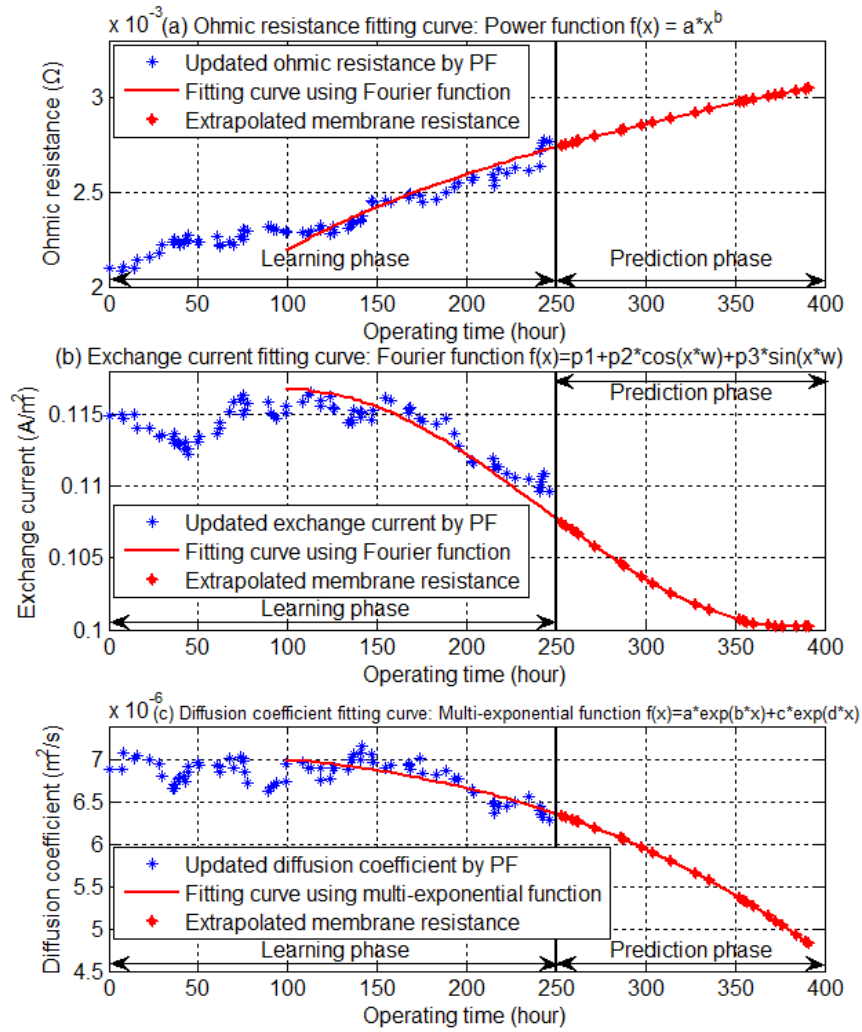 x 10⁻³ (a) Ohmic resistance fitting curve: Power function f(x) = a*xᵇ
Updated ohmic resistance by PF
Fitting curve using Fourier function
Extrapolated membrane resistance
Ohmic resistance (Ω)
3
2.5
2
Learning phase
Prediction phase
0 50 100 150 200 250 300 350 400
Operating time (hour)
(b) Exchange current fitting curve: Fourier function f(x)=p1+p2*cos(x*w)+p3*sin(x*w)
Prediction phase
Exchange current (A/m²)
0.115
0.11
0.105
0.1
Updated exchange current by PF
Fitting curve using Fourier function
Extrapolated membrane resistance
Learning phase
0 50 100 150 200 250 300 350 400
Operating time (hour)
x 10⁻⁶ (c) Diffusion coefficient fitting curve: Multi-exponential function f(x)=a*exp(b*x)+c*exp(d*x)
Diffusion coefficient (m²/s)
7
6.5
6
5.5
5
4.5
Updated diffusion coefficient by PF
Fitting curve using multi-exponential function
Extrapolated membrane resistance
Learning phase
Prediction phase
0 50 100 150 200 250 300 350 400
Operating time (hour)